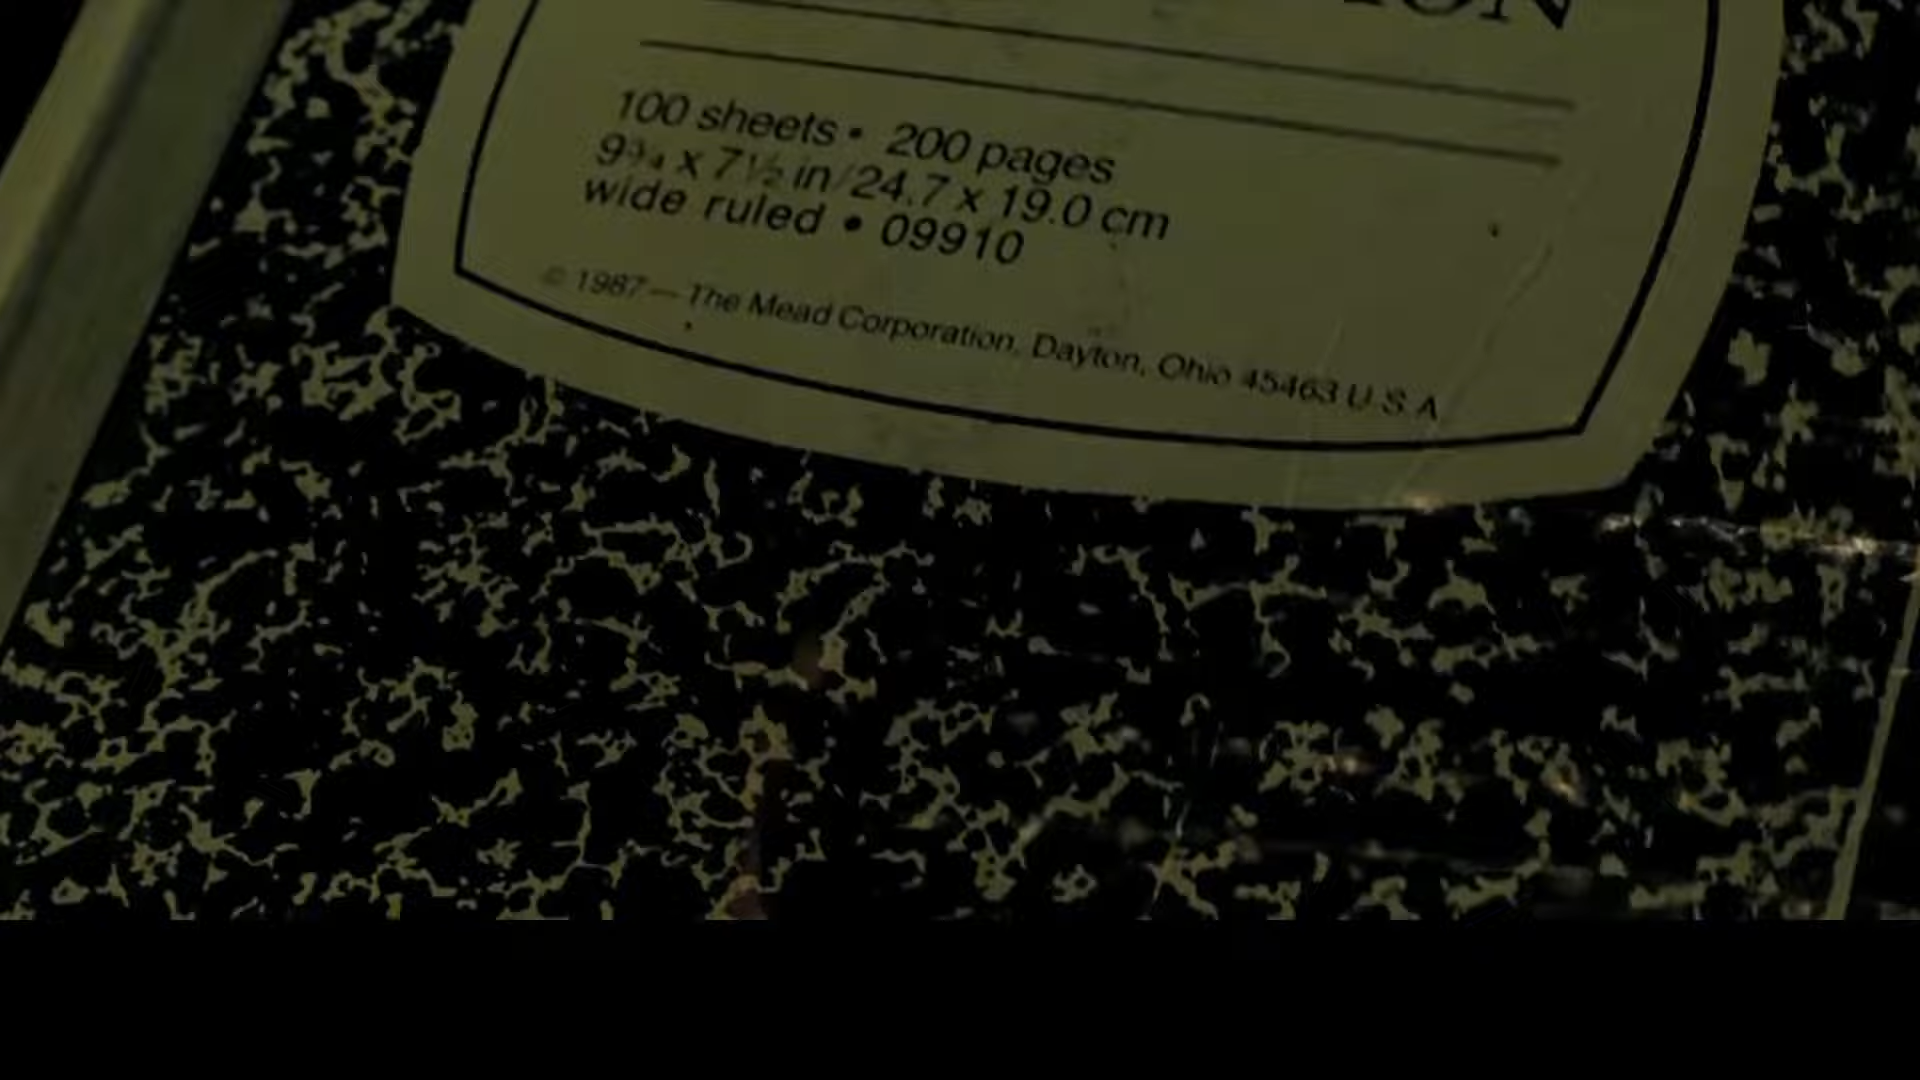 100 sheets • 200 pages
9¾ x 7½ in/24.7 x 19.0 cm
wide ruled • 09910
© 1987 — The Mead Corporation, Dayton, Ohio 45463 U.S.A.